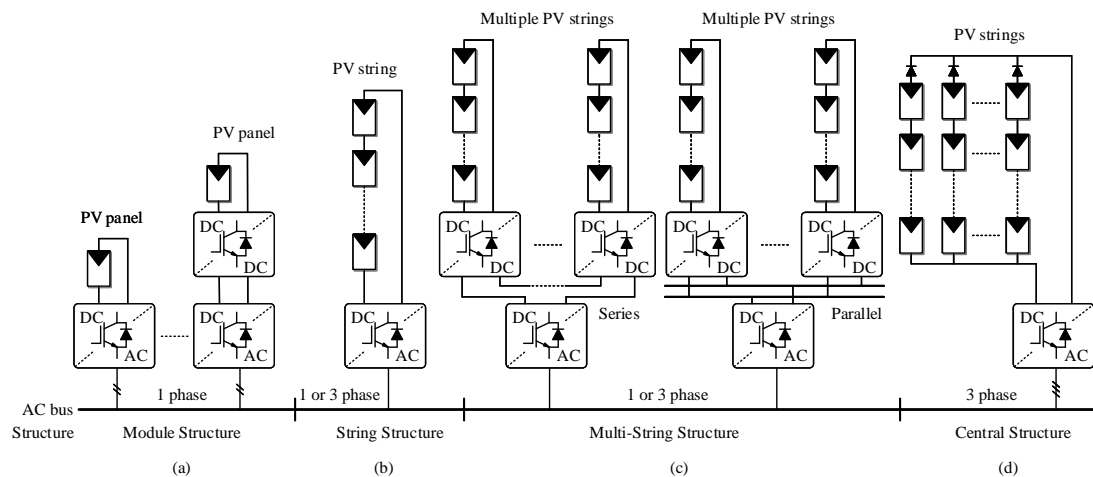 Multiple PV strings
Multiple PV strings
PV strings
PV string
PV panel
PV panel
DC
DC
DC
DC
DC
DC
DC
DC
DC
DC
DC
AC
DC
AC
DC
AC
DC
AC
DC
AC
DC
AC
Series
Parallel
1 phase
1 or 3 phase
1 or 3 phase
3 phase
AC bus
Structure
Module Structure
String Structure
Multi-String Structure
Central Structure
(a)
(b)
(c)
(d)